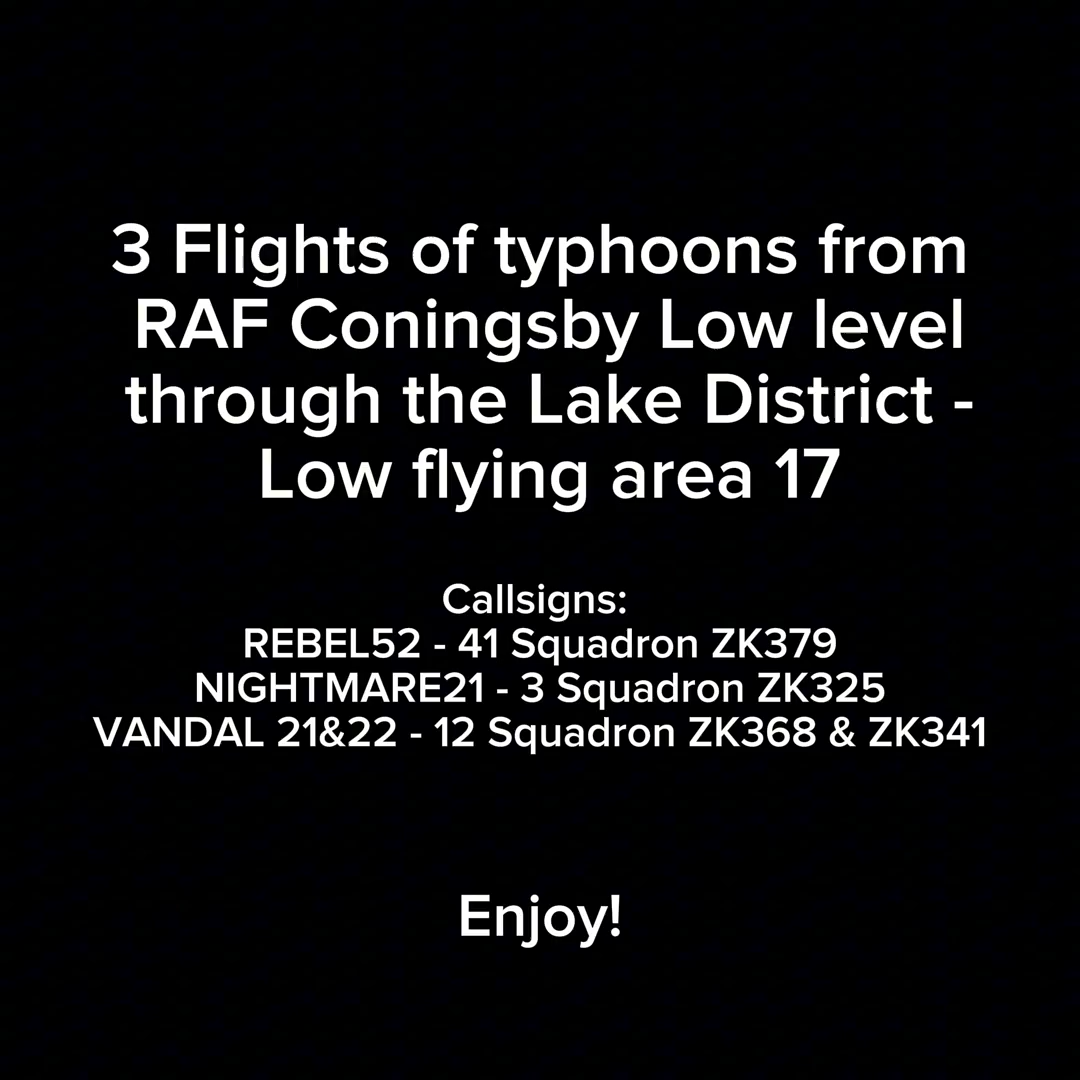 3 Flights of typhoons from
RAF Coningsby Low level
through the Lake District -
Low flying area 17
Callsigns:
REBEL52 - 41 Squadron ZK379
NIGHTMARE21 - 3 Squadron ZK325
VANDAL 21&22 - 12 Squadron ZK368 & ZK341
Enjoy!